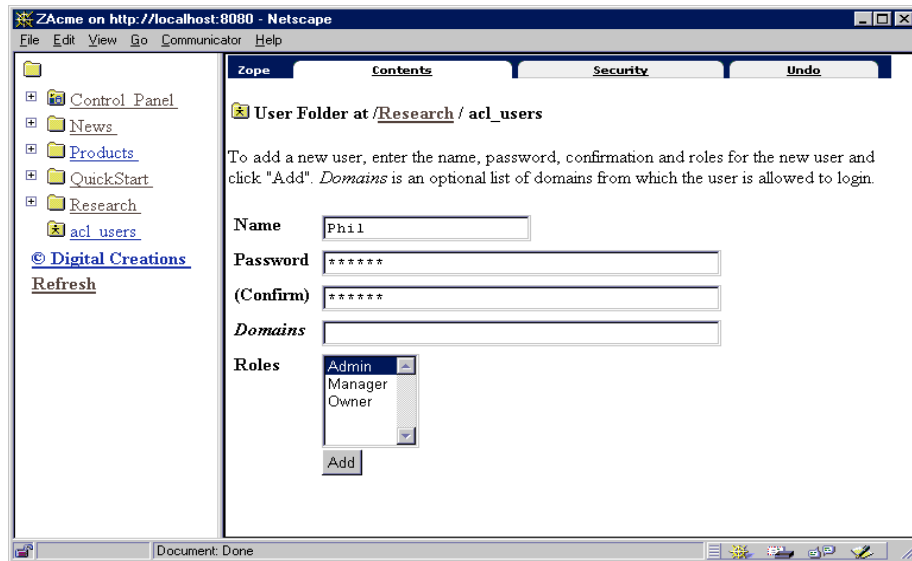 ZAcme on http://localhost:8080 - Netscape
File Edit View Go Communicator Help
Control_Panel
News
Products
QuickStart
Research
acl_users
© Digital Creations
Refresh
Zope Contents Security Undo
User Folder at /Research / acl_users
To add a new user, enter the name, password, confirmation and roles for the new user and
click "Add". Domains is an optional list of domains from which the user is allowed to login.
Name Phil
Password ******
(Confirm) ******
Domains
Roles Admin
Manager
Owner
Add
Document: Done